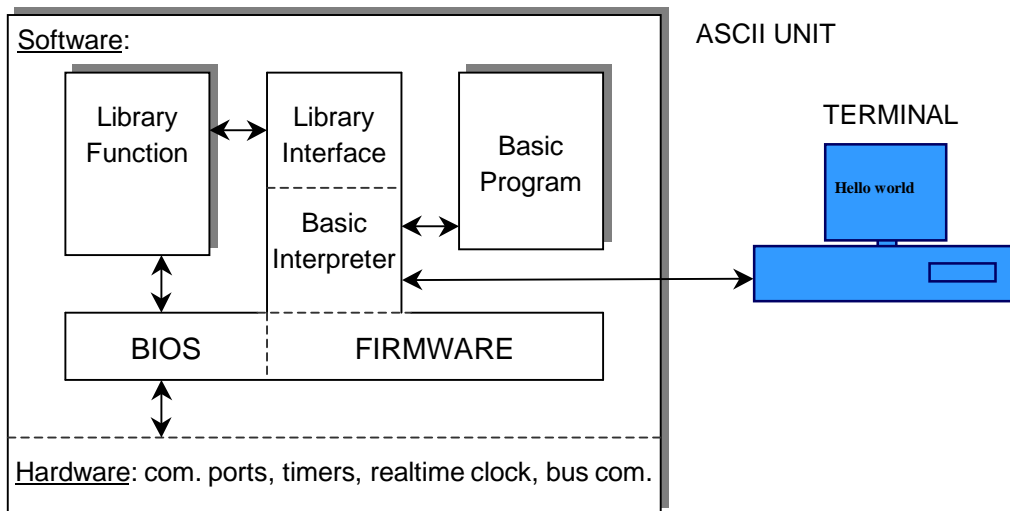 Software:
ASCII UNIT
Library
Function
Library
Interface
Basic
Program
Basic
Interpreter
TERMINAL
Hello world
BIOS
FIRMWARE
Hardware: com. ports, timers, realtime clock, bus com.